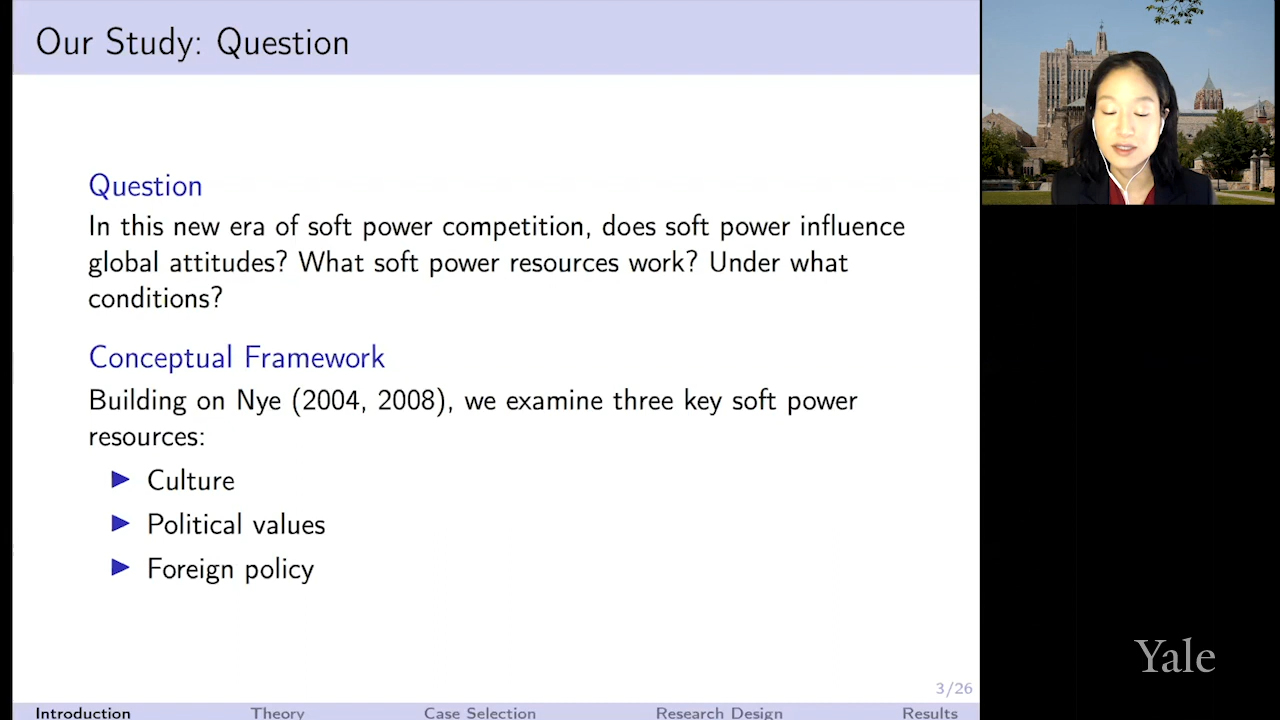 Our Study: Question
Question
In this new era of soft power competition, does soft power influence
global attitudes? What soft power resources work? Under what
conditions?
Conceptual Framework
Building on Nye (2004, 2008), we examine three key soft power
resources:
Culture
Political values
Foreign policy
3/26
Introduction Theory Case Selection Research Design Results
Yale